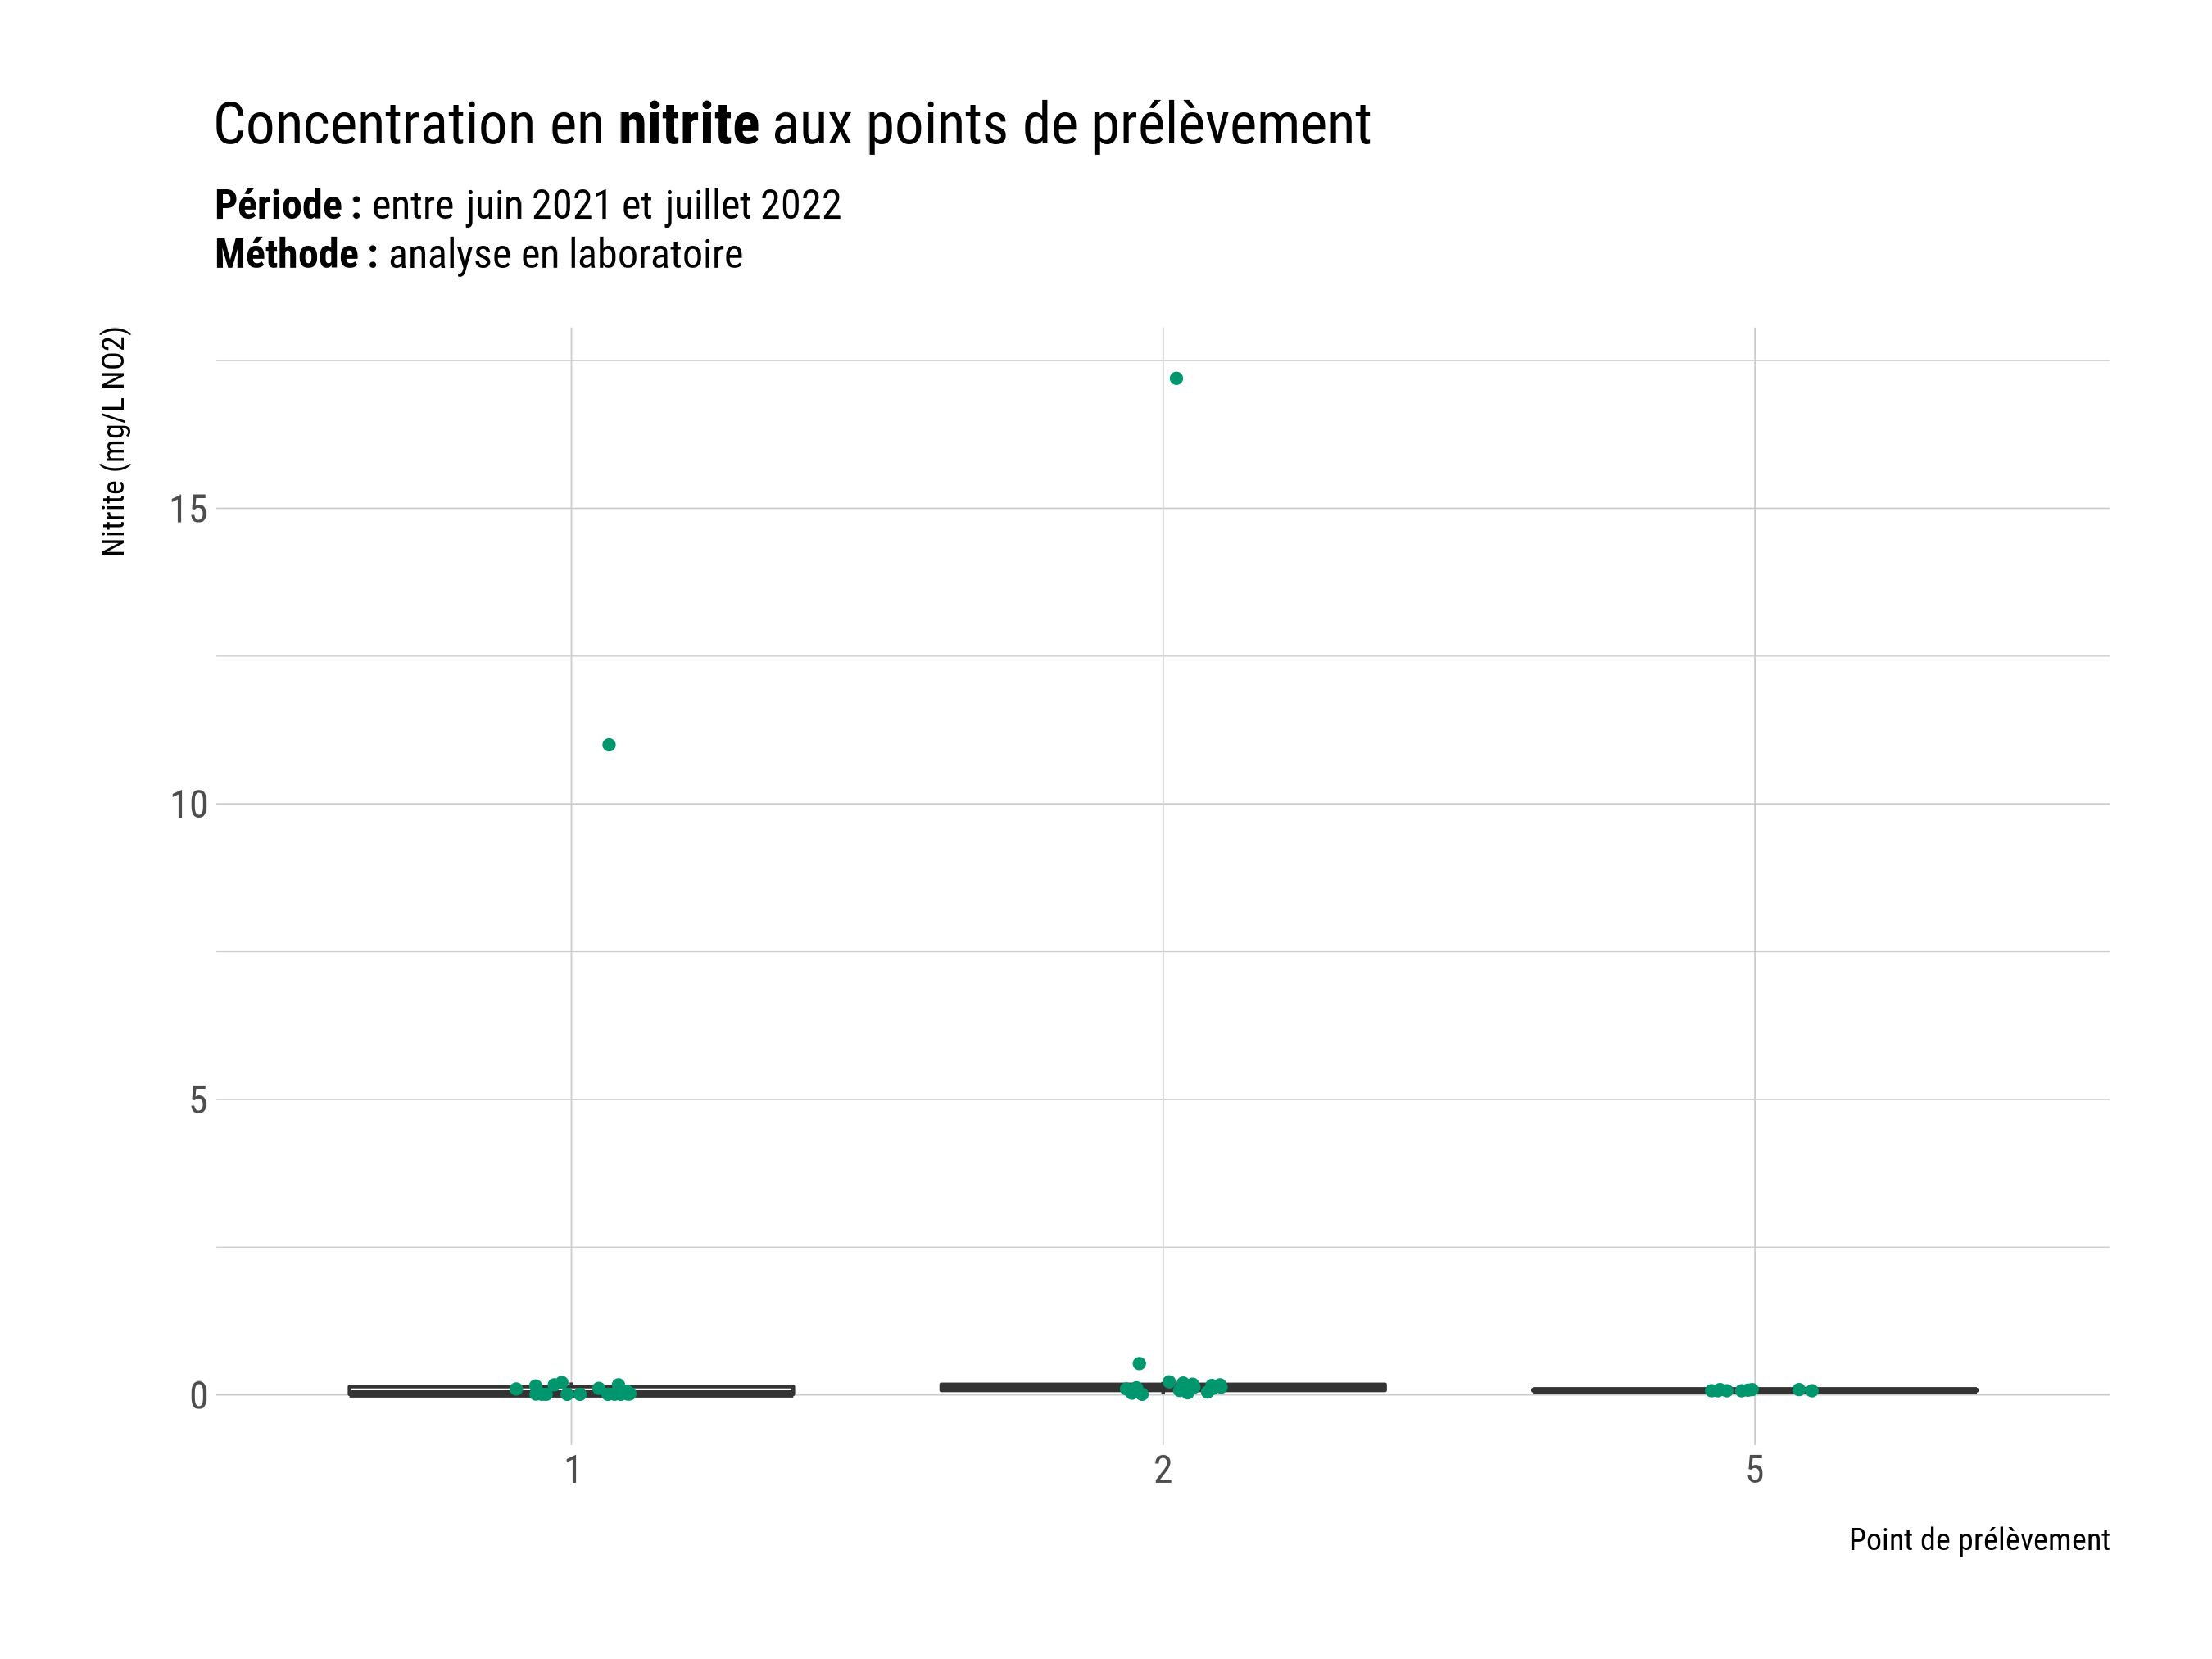 Concentration en nitrite aux points de prélèvement
Période : entre juin 2021 et juillet 2022
Méthode : analyse en laboratoire
Nitrite (mg/L NO2)
15
10
5
0
1
2
5
Point de prélèvement